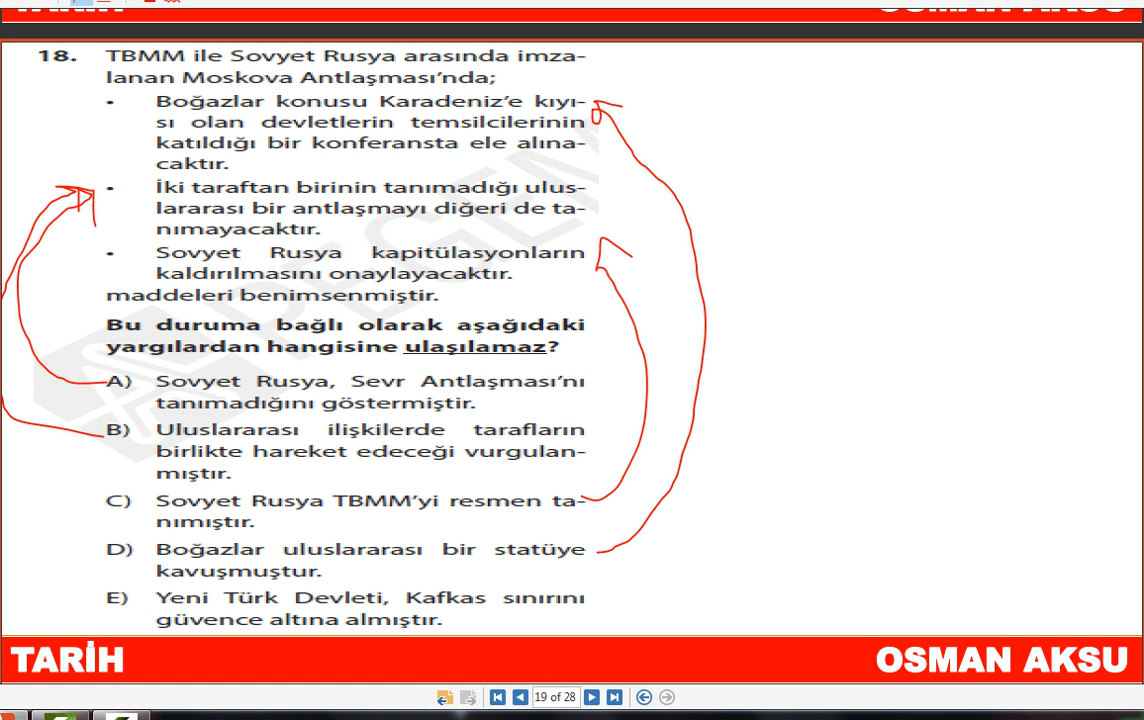 18. TBMM ile Sovyet Rusya arasında imza-
lanan Moskova Antlaşması'nda;
• Boğazlar konusu Karadeniz'e kıyı-
sı olan devletlerin temsilcilerinin
katıldığı bir konferansta ele alına-
caktır.
• İki taraftan birinin tanımadığı ulus-
lararası bir antlaşmayı diğeri de ta-
nımayacaktır.
• Sovyet Rusya kapitülasyonların
kaldırılmasını onaylayacaktır.
maddeleri benimsenmiştir.
Bu duruma bağlı olarak aşağıdaki
yargılardan hangisine ulaşılamaz?
A) Sovyet Rusya, Sevr Antlaşması'nı
tanımadığını göstermiştir.
B) Uluslararası ilişkilerde tarafların
birlikte hareket edeceği vurgulan-
mıştır.
C) Sovyet Rusya TBMM'yi resmen ta-
nımıştır.
D) Boğazlar uluslararası bir statüye
kavuşmuştur.
E) Yeni Türk Devleti, Kafkas sınırını
güvence altına almıştır.
TARİH OSMAN AKSU
19 of 28